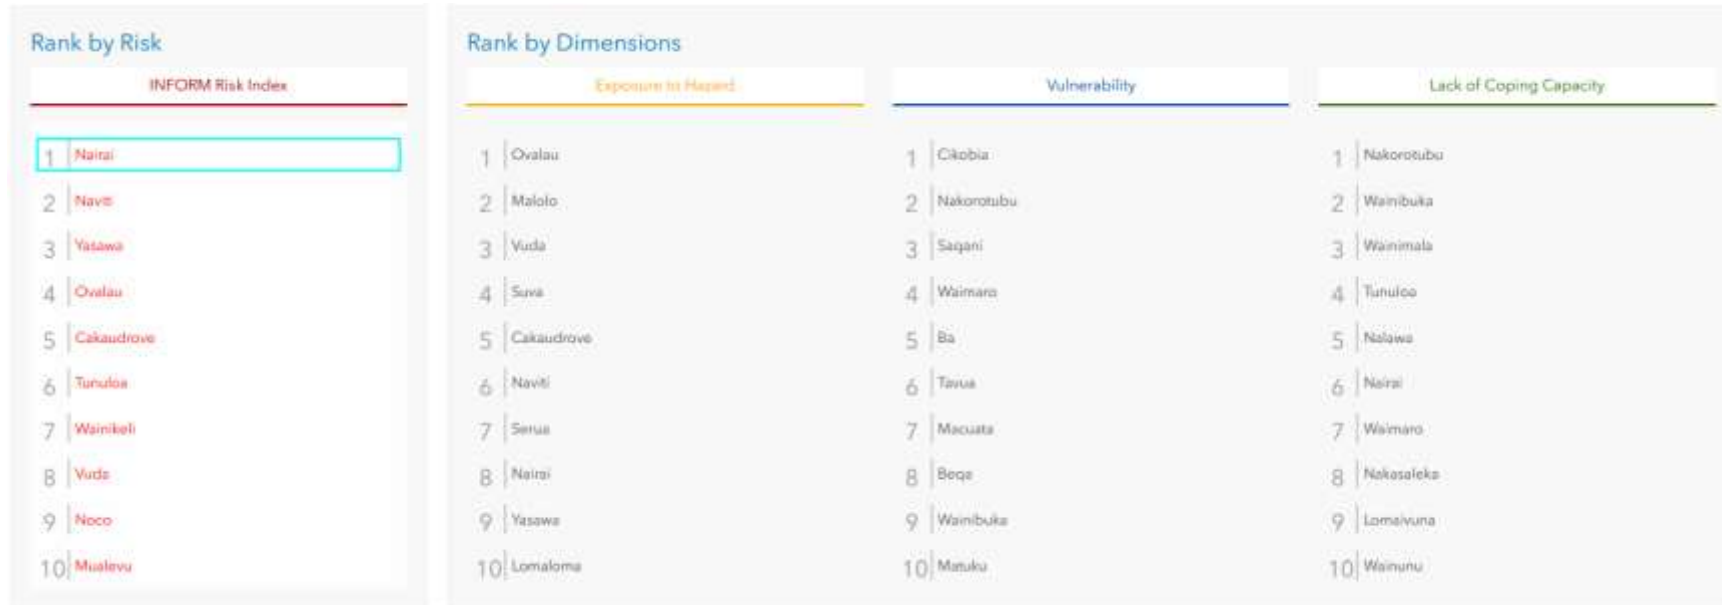 Rank by Risk
INFORM Risk Index
1 Nairai
2 Naviti
3 Yasawa
4 Ovalau
5 Cakaudrove
6 Tunuloa
7 Wainikeli
8 Vuda
9 Noco
10 Mualevu
Rank by Dimensions
Exposure to Hazard
1 Ovalau
2 Malolo
3 Vuda
4 Suva
5 Cakaudrove
6 Naviti
7 Serua
8 Nairai
9 Yasawa
10 Lomaloma
Vulnerability
1 Cikobia
2 Nakorotubu
3 Saqani
4 Waimaro
5 Ba
6 Tavua
7 Macuata
8 Beqa
9 Wainibuka
10 Matuku
Lack of Coping Capacity
1 Nakorotubu
2 Wainibuka
3 Wainimala
4 Tunuloa
5 Nalawa
6 Nairai
7 Waimaro
8 Nakasaleka
9 Lomaivuna
10 Wainunu